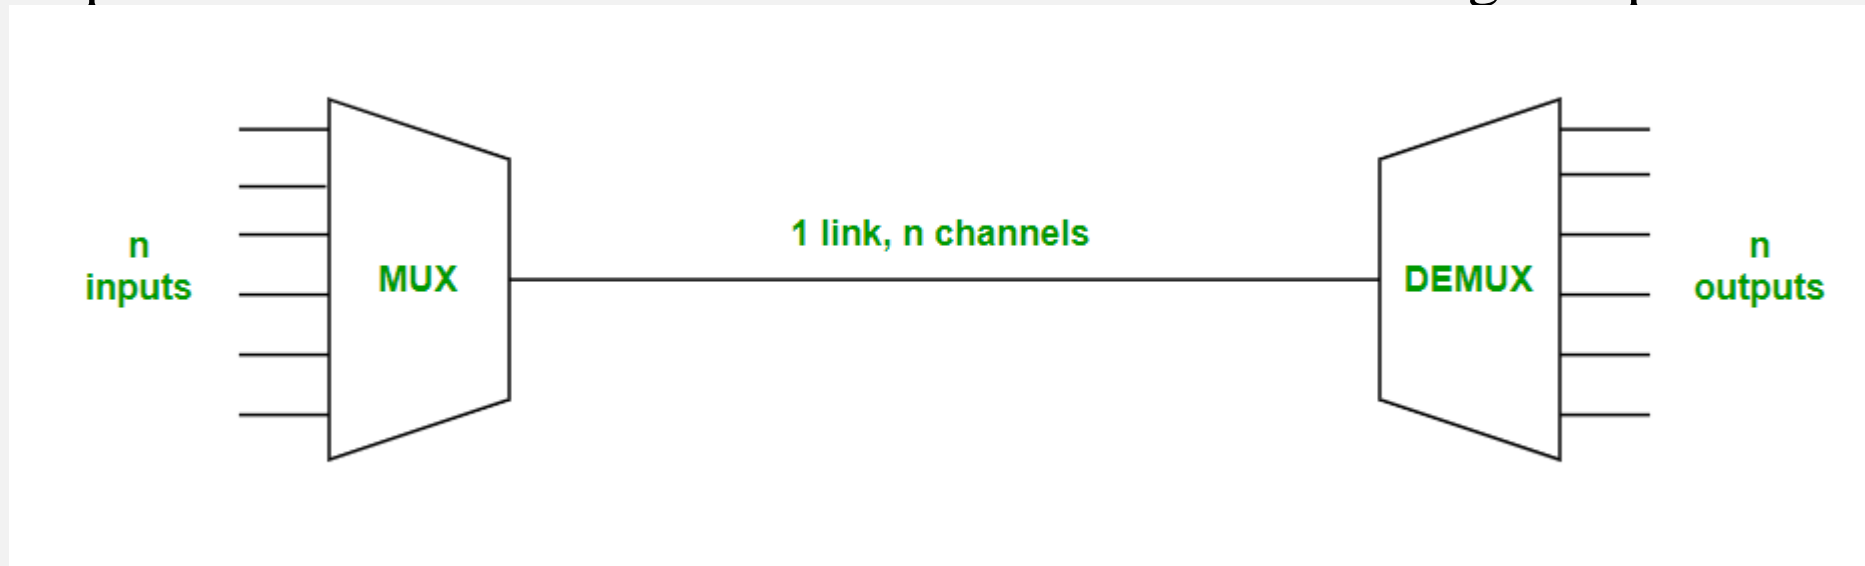 n
inputs
MUX
1 link, n channels
DEMUX
n
outputs